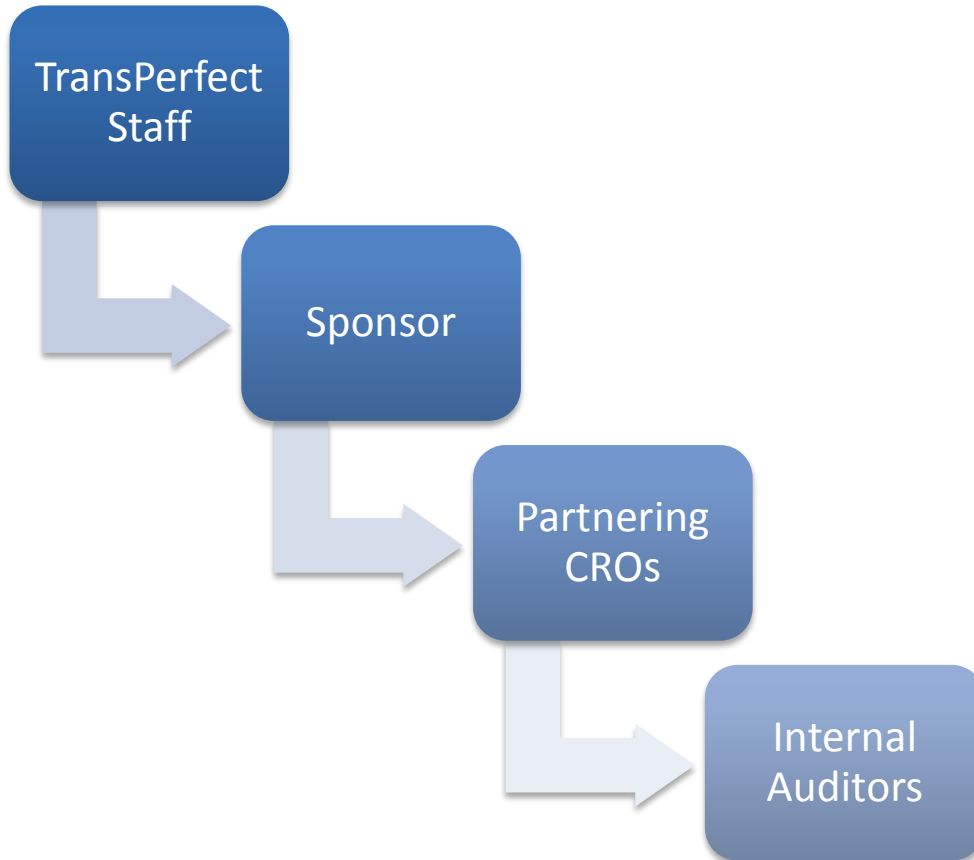 TransPerfect
Staff
Sponsor
Partnering
CROs
Internal
Auditors